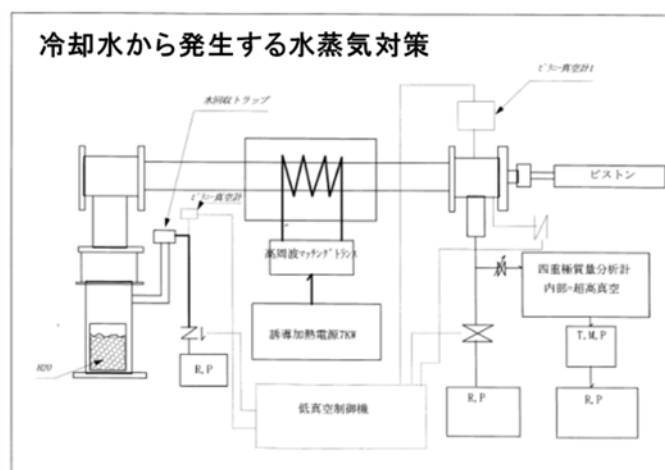 冷却水から発生する水蒸気対策
ピラニー真空計1
水回収トラップ
ピラニー真空計
ピストン
高周波マッチングトランス
四重極質量分析計
内部=超高真空
誘導加熱電源7KW
T,M,P
H2O
R,P
低真空制御機
R,P
R,P